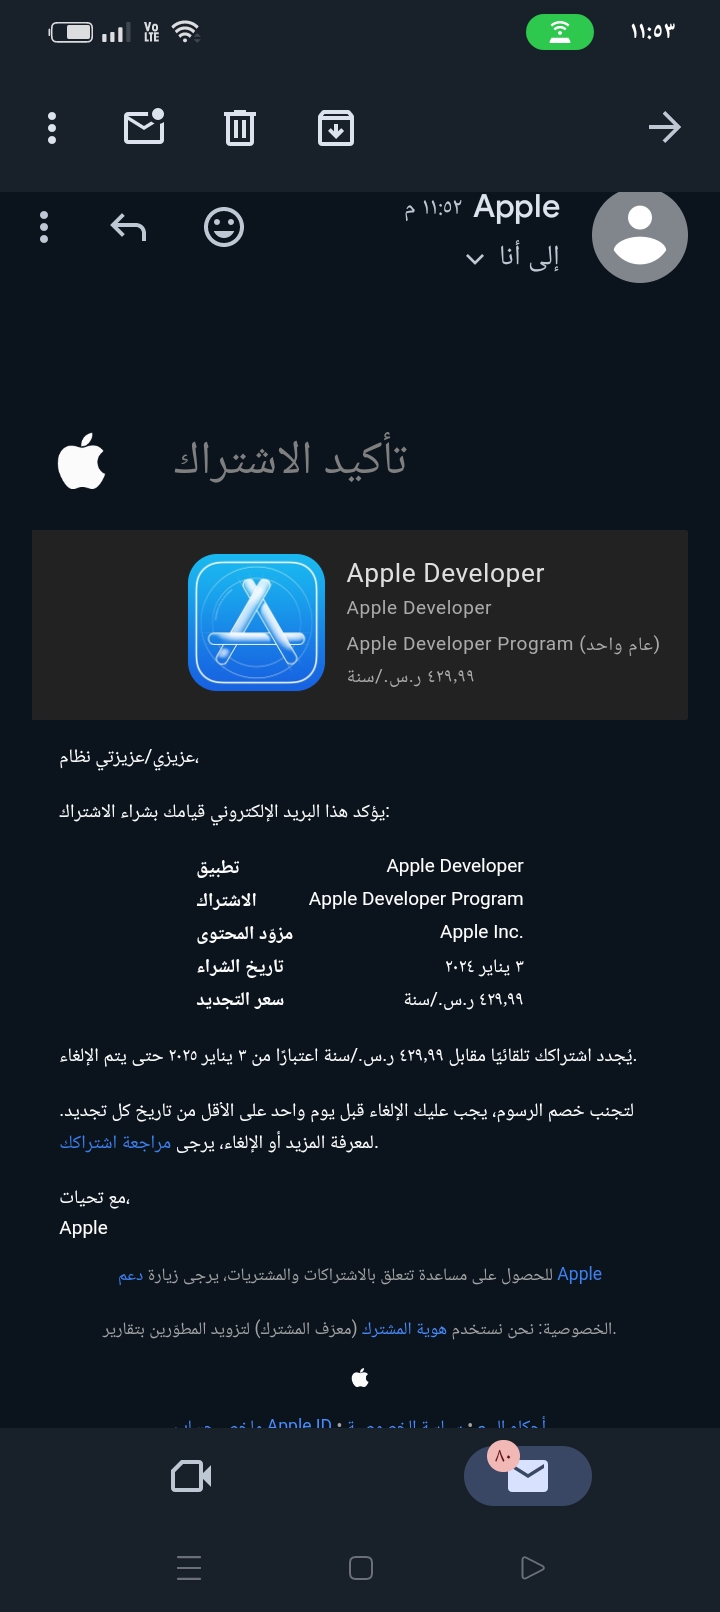 ١١:٥٣
Vo LTE
Apple ١١:٥٢ م
إلى أنا
تأكيد الاشتراك
Apple Developer
Apple Developer
Apple Developer Program (عام واحد)
٤٢٩,٩٩ ر.س./سنة
عزيزي/عزيزتي نظام،
يؤكد هذا البريد الإلكتروني قيامك بشراء الاشتراك:
تطبيق Apple Developer
الاشتراك Apple Developer Program
مزوّد المحتوى Apple Inc.
تاريخ الشراء ٣ يناير ٢٠٢٤
سعر التجديد ٤٢٩,٩٩ ر.س./سنة
يُجدد اشتراكك تلقائيًا مقابل ٤٢٩,٩٩ ر.س./سنة اعتبارًا من ٣ يناير ٢٠٢٥ حتى يتم الإلغاء.
لتجنب خصم الرسوم، يجب عليك الإلغاء قبل يوم واحد على الأقل من تاريخ كل تجديد.
لمعرفة المزيد أو الإلغاء، يرجى مراجعة اشتراكك.
مع تحيات،
Apple
للحصول على مساعدة تتعلق بالاشتراكات والمشتريات، يرجى زيارة دعم Apple
الخصوصية: نحن نستخدم هوية المشترك (معرّف المشترك) لتزويد المطوّرين بتقارير.
٨٠